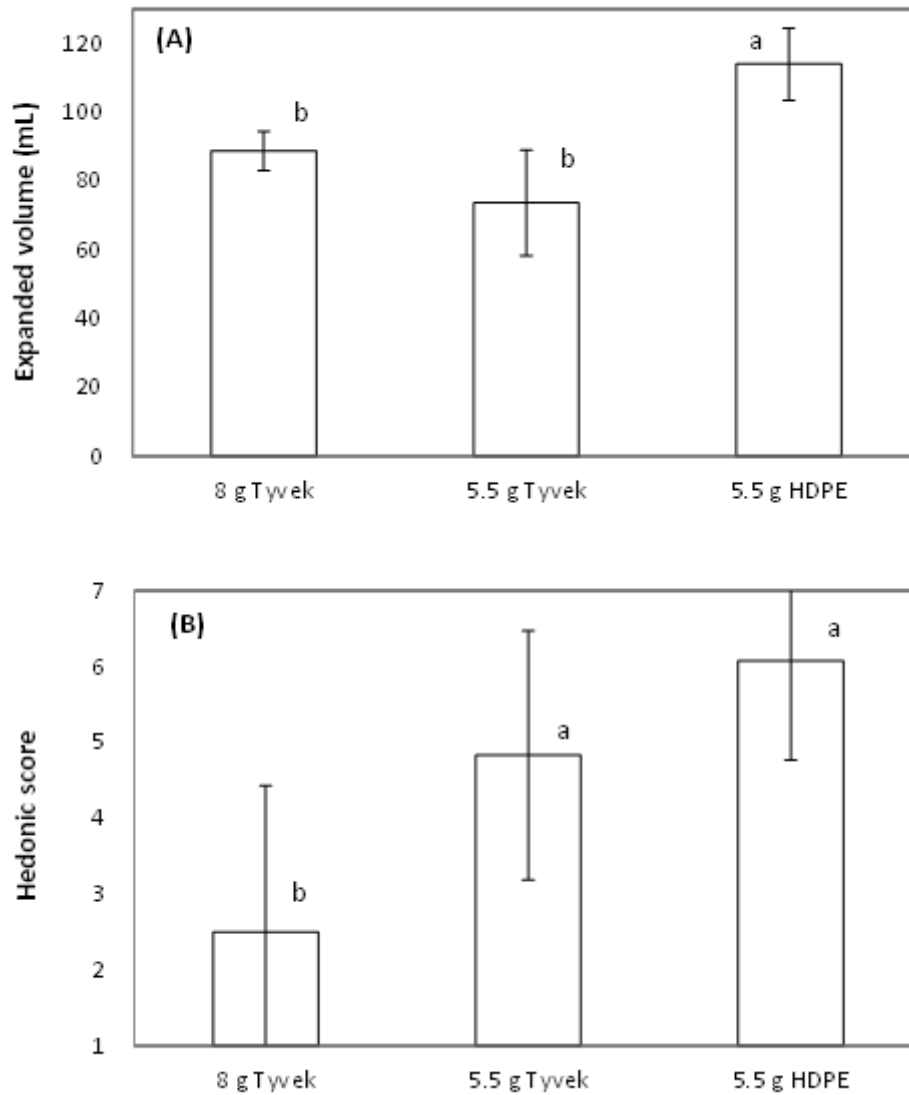 (A)
Expanded volume (mL)
120
100
80
60
40
20
0
b
b
a
8 g Tyvek
5.5 g Tyvek
5.5 g HDPE
(B)
Hedonic score
7
6
5
4
3
2
1
b
a
a
8 g Tyvek
5.5 g Tyvek
5.5 g HDPE